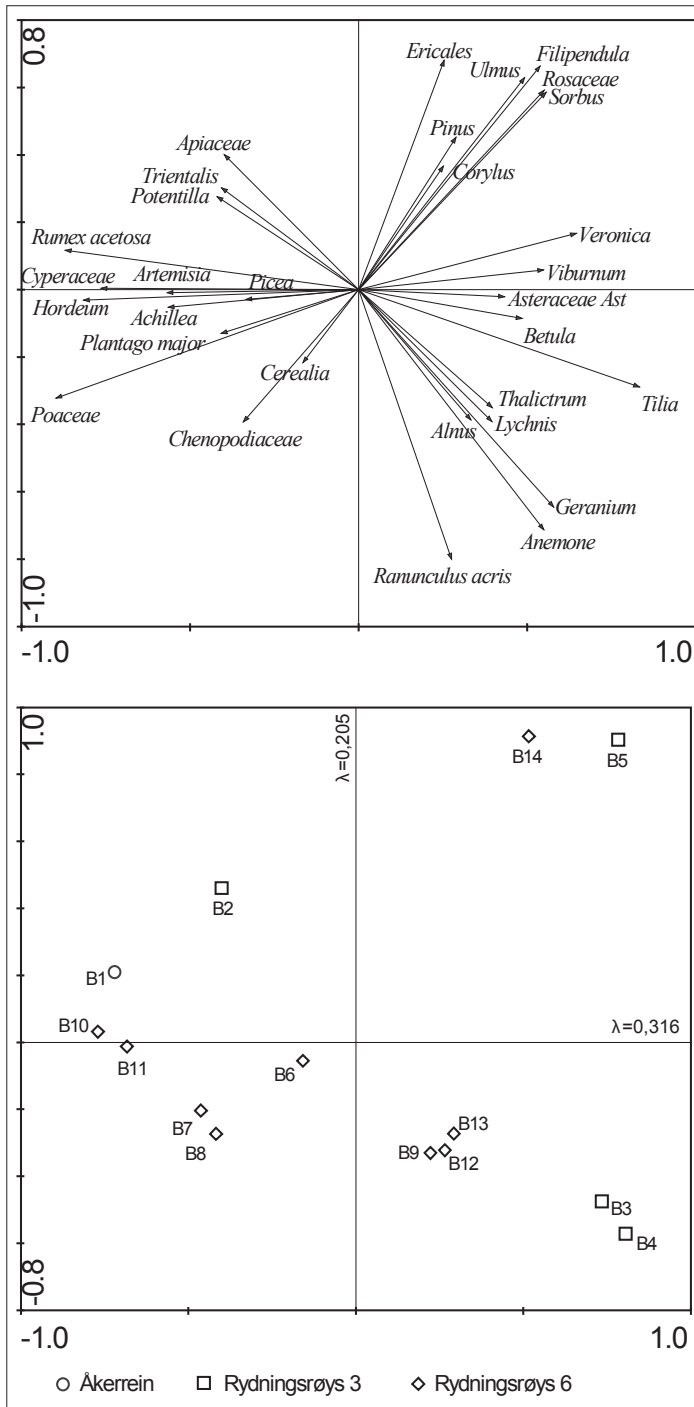 0.8
Ericales
Filipendula
Ulmus
Rosaceae
Sorbus
Pinus
Apiaceae
Corylus
Trientalis
Potentilla
Rumex acetosa
Veronica
Cyperaceae
Artemisia
Picea
Viburnum
Hordeum
Asteraceae Ast
Achillea
Betula
Plantago major
Cerealia
Thalictrum
Tilia
Poaceae
Lychnis
Chenopodiaceae
Alnus
Geranium
Anemone
Ranunculus acris
-1.0
-1.0
1.0
1.0
λ=0,205
B14
B5
B2
B1
B10
λ=0,316
B11
B6
B7
B13
B8
B9
B12
B3
B4
-0.8
-1.0
1.0
Åkerrein
Rydningsrøys 3
Rydningsrøys 6